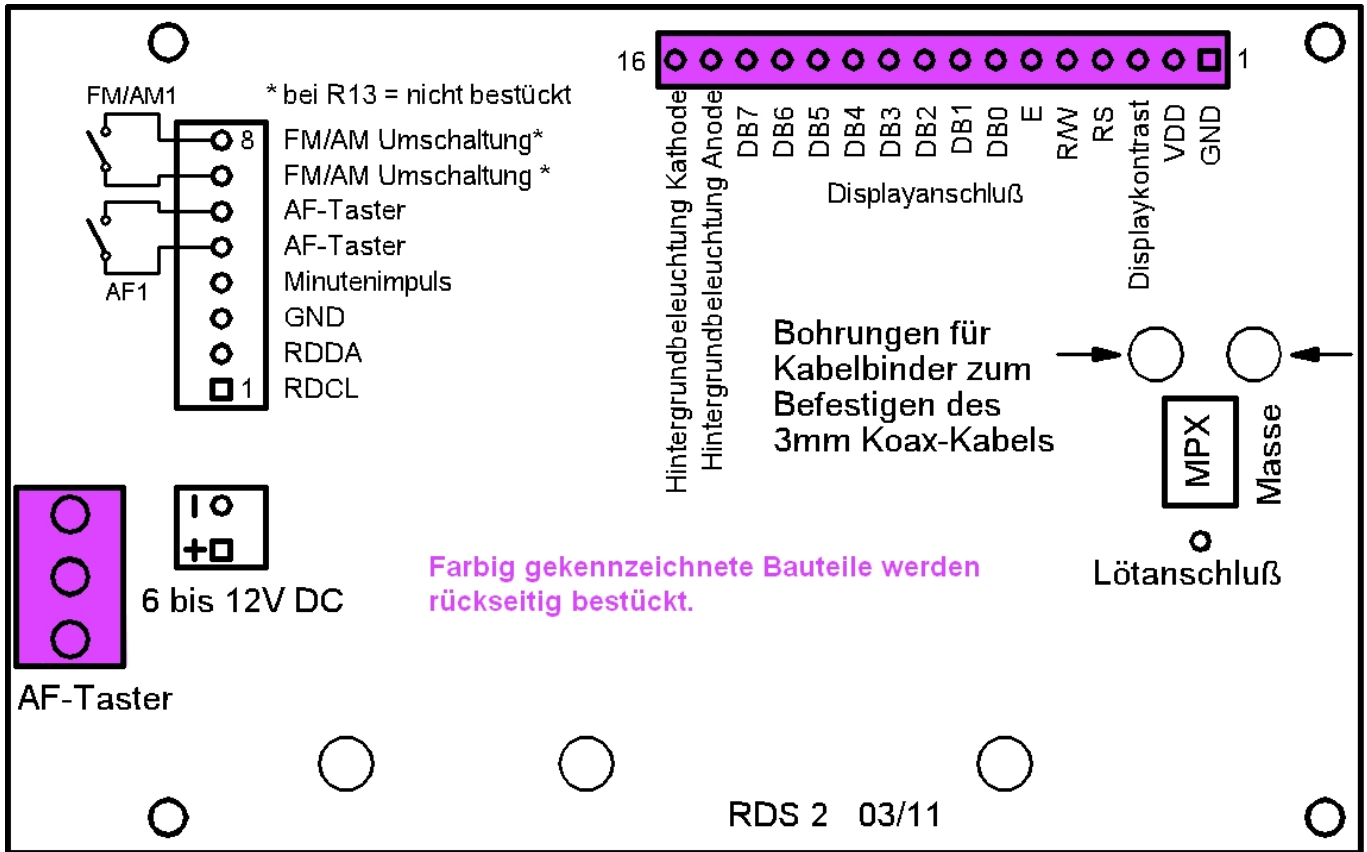 16
1
Hintergrundbeleuchtung Kathode
Hintergrundbeleuchtung Anode
DB7
DB6
DB5
DB4
DB3
DB2
DB1
DB0
E
R/W
RS
Displaykontrast
VDD
GND
Displayanschluß
FM/AM1
* bei R13 = nicht bestückt
8 FM/AM Umschaltung*
FM/AM Umschaltung *
AF-Taster
AF-Taster
AF1
Minutenimpuls
GND
RDDA
1 RDCL
Bohrungen für
Kabelbinder zum
Befestigen des
3mm Koax-Kabels
MPX
Masse
Lötanschluß
−
+
6 bis 12V DC
Farbig gekennzeichnete Bauteile werden
rückseitig bestückt.
AF-Taster
RDS 2 03/11